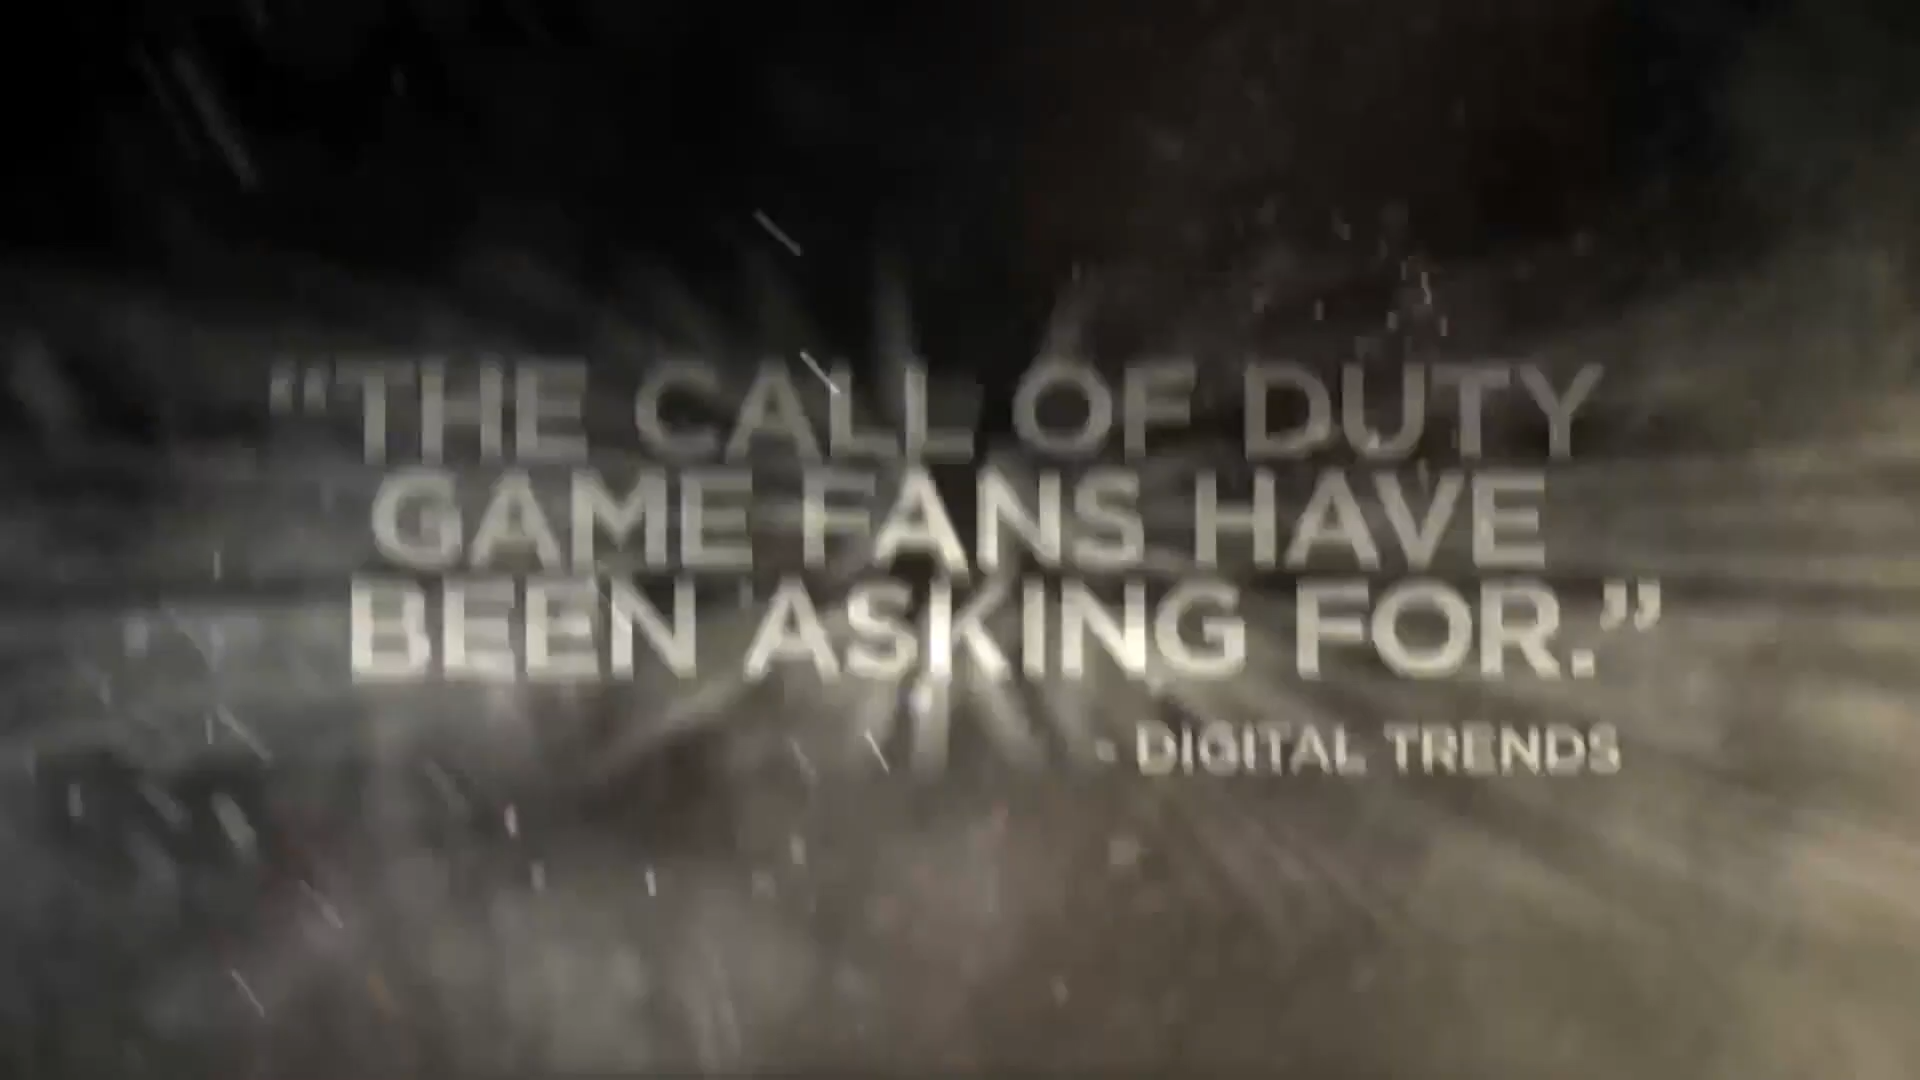 “THE CALL OF DUTY
GAME FANS HAVE
BEEN ASKING FOR.”
- DIGITAL TRENDS